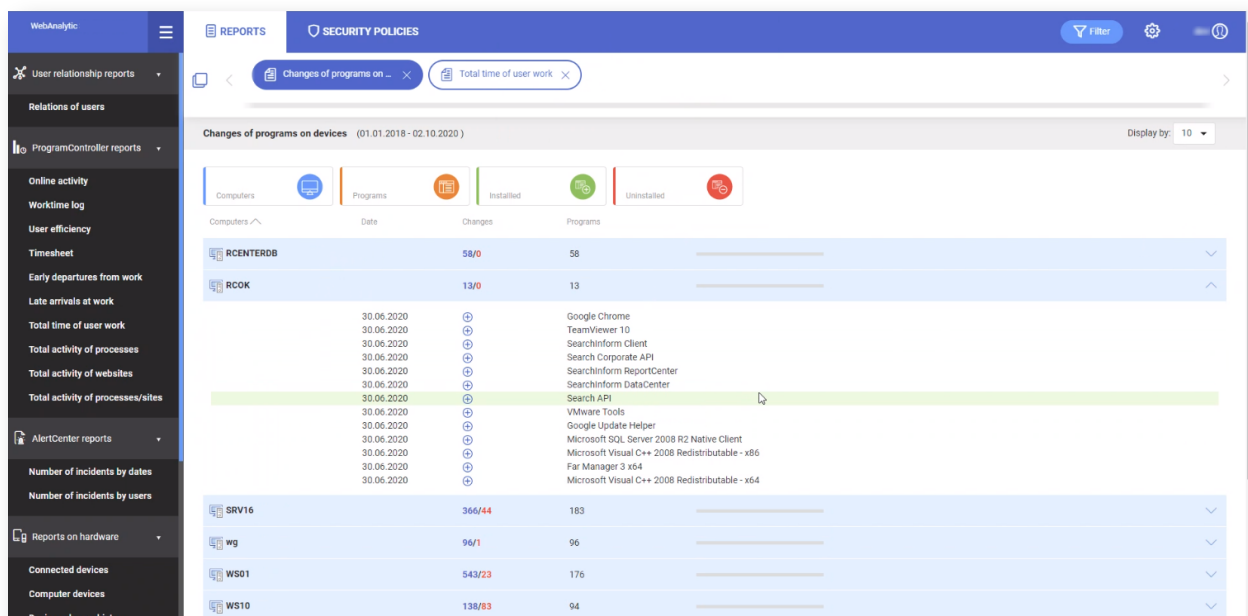 WebAnalytic
REPORTS
SECURITY POLICIES
Filter
User relationship reports
Relations of users
ProgramController reports
Online activity
Worktime log
User efficiency
Timesheet
Early departures from work
Late arrivals at work
Total time of user work
Total activity of processes
Total activity of websites
Total activity of processes/sites
AlertCenter reports
Number of incidents by dates
Number of incidents by users
Reports on hardware
Connected devices
Computer devices
Changes of programs on ...
Total time of user work
Changes of programs on devices (01.01.2018 - 02.10.2020 )
Display by: 10
Computers
Programs
Installed
Uninstalled
Computers Date Changes Programs
RCENTERDB 58/0 58
RCOK 13/0 13
30.06.2020 Google Chrome
30.06.2020 TeamViewer 10
30.06.2020 SearchInform Client
30.06.2020 Search Corporate API
30.06.2020 SearchInform ReportCenter
30.06.2020 SearchInform DataCenter
30.06.2020 Search API
30.06.2020 VMware Tools
30.06.2020 Google Update Helper
30.06.2020 Microsoft SQL Server 2008 R2 Native Client
30.06.2020 Microsoft Visual C++ 2008 Redistributable - x86
30.06.2020 Far Manager 3 x64
30.06.2020 Microsoft Visual C++ 2008 Redistributable - x64
SRV16 366/44 183
wg 96/1 96
WS01 543/23 176
WS10 138/83 94